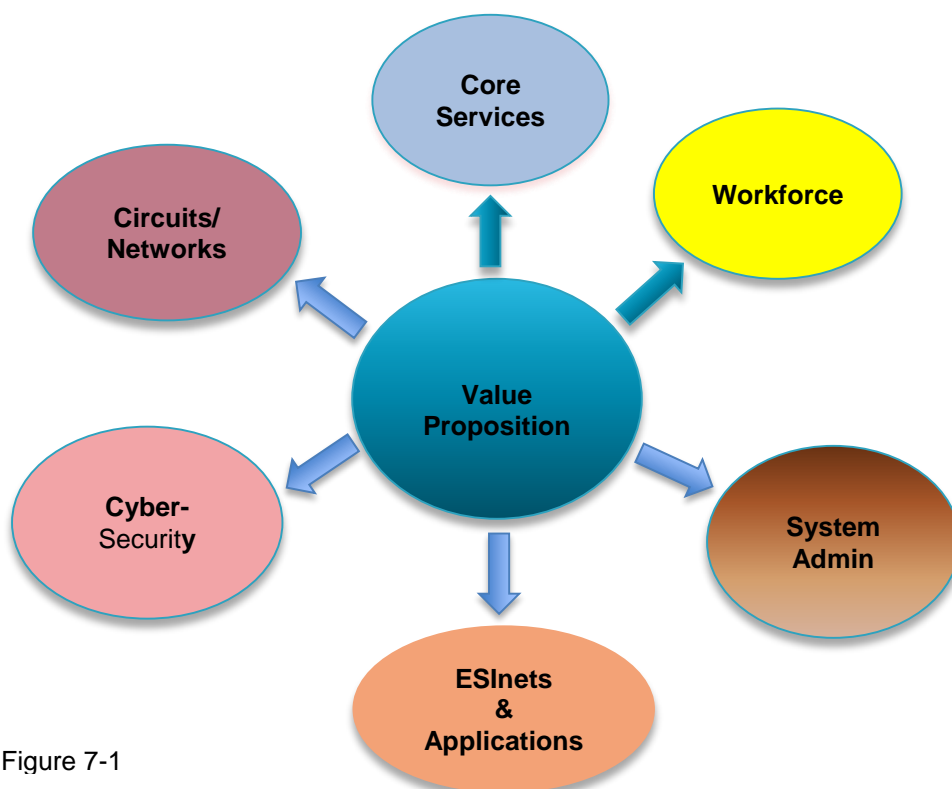 Core
Services
Workforce
Circuits/
Networks
Value
Proposition
Cyber-
Security
System
Admin
ESInets
&
Applications
Figure 7-1